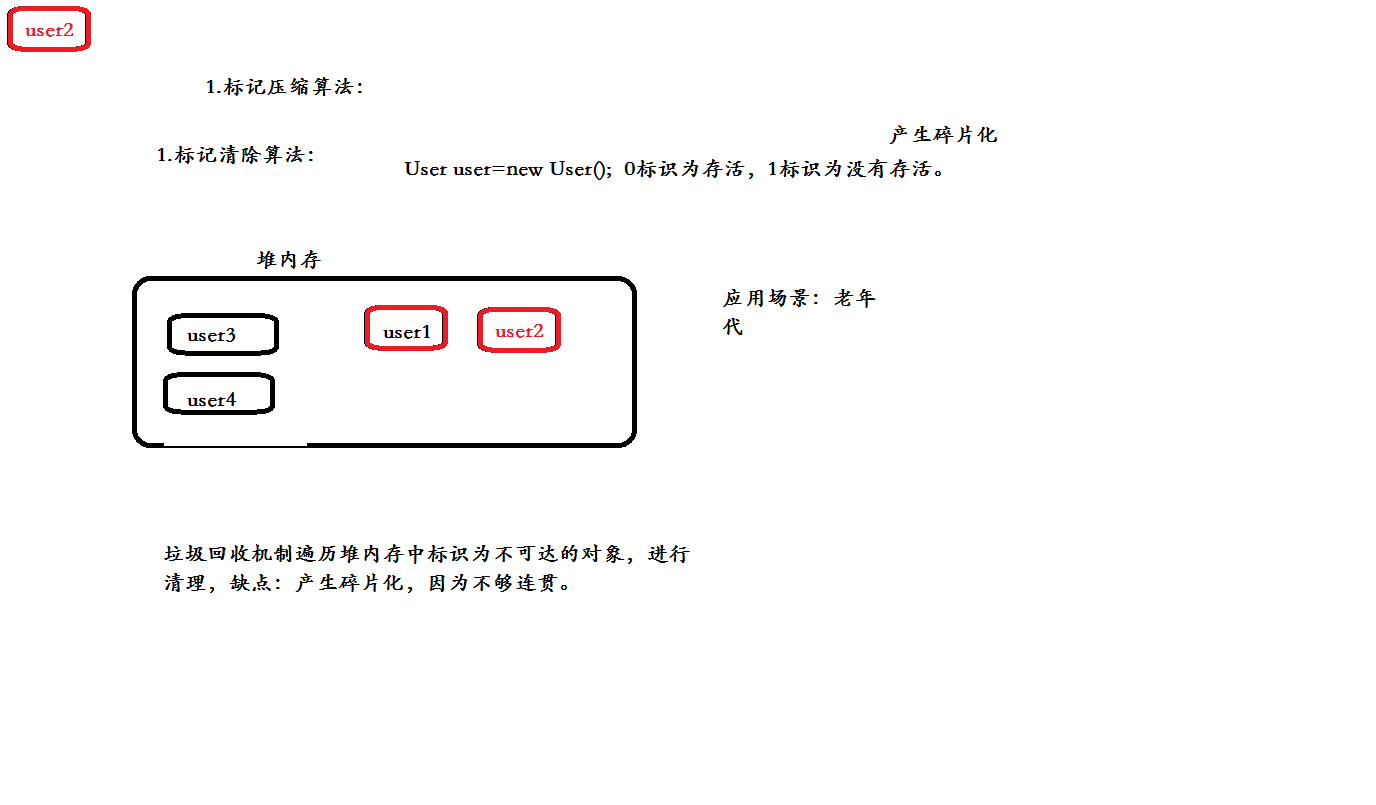 user2
1.标记压缩算法：
产生碎片化
1.标记清除算法：
User user=new User(); 0标识为存活，1标识为没有存活。
堆内存
应用场景：老年
代
user3
user1
user2
user4
垃圾回收机制遍历堆内存中标识为不可达的对象，进行
清理，缺点：产生碎片化，因为不够连贯。